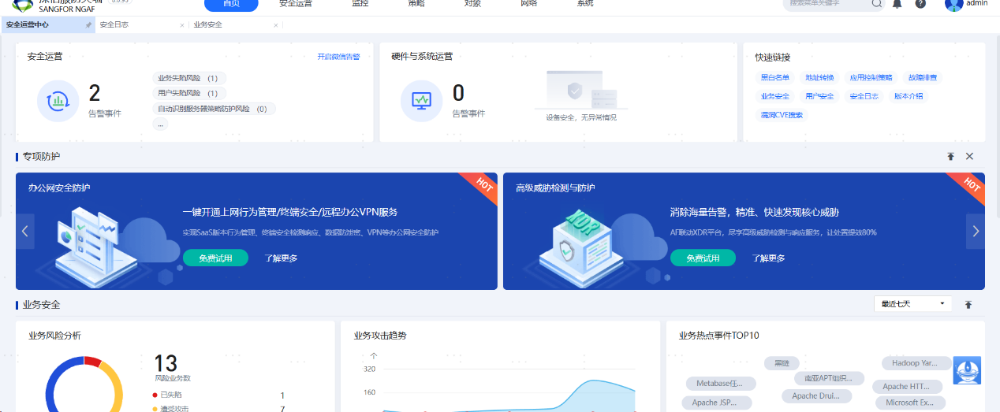 深信服防火墙 8.0.95
SANGFOR NGAF
首页 安全运营 监控 策略 对象 网络 系统
搜索菜单关键字
admin
安全运营中心 安全日志 业务安全
安全运营 开启微信告警
2
告警事件
业务失陷风险 (1)
用户失陷风险 (1)
自动识别服务器策略防护风险 (0)
...
硬件与系统运营
0
告警事件
设备安全，无异常情况
快速链接
黑白名单 地址转换 应用控制策略 故障排查
业务安全 用户安全 安全日志 版本介绍
漏洞CVE搜索
专项防护
办公网安全防护
HOT
一键开通上网行为管理/终端安全/远程办公VPN服务
实现SaaS版本行为管理、终端安全检测响应、数据防泄密、VPN等办公网安全防护
免费试用 了解更多
高级威胁检测与防护
HOT
XDR
消除海量告警，精准、快速发现核心威胁
AF联动XDR平台，尽享高级威胁检测与响应服务，让处置提效80%
免费试用 了解更多
业务安全
最近七天
业务风险分析
13
风险业务数
已失陷 1
遭受攻击 7
业务攻击趋势
个
320
160
业务热点事件TOP10
黑链
Hadoop Yar...
Metabase任...
南亚APT组织...
Apache HTT...
Apache Drui...
Apache JSP...
Microsoft Ex...